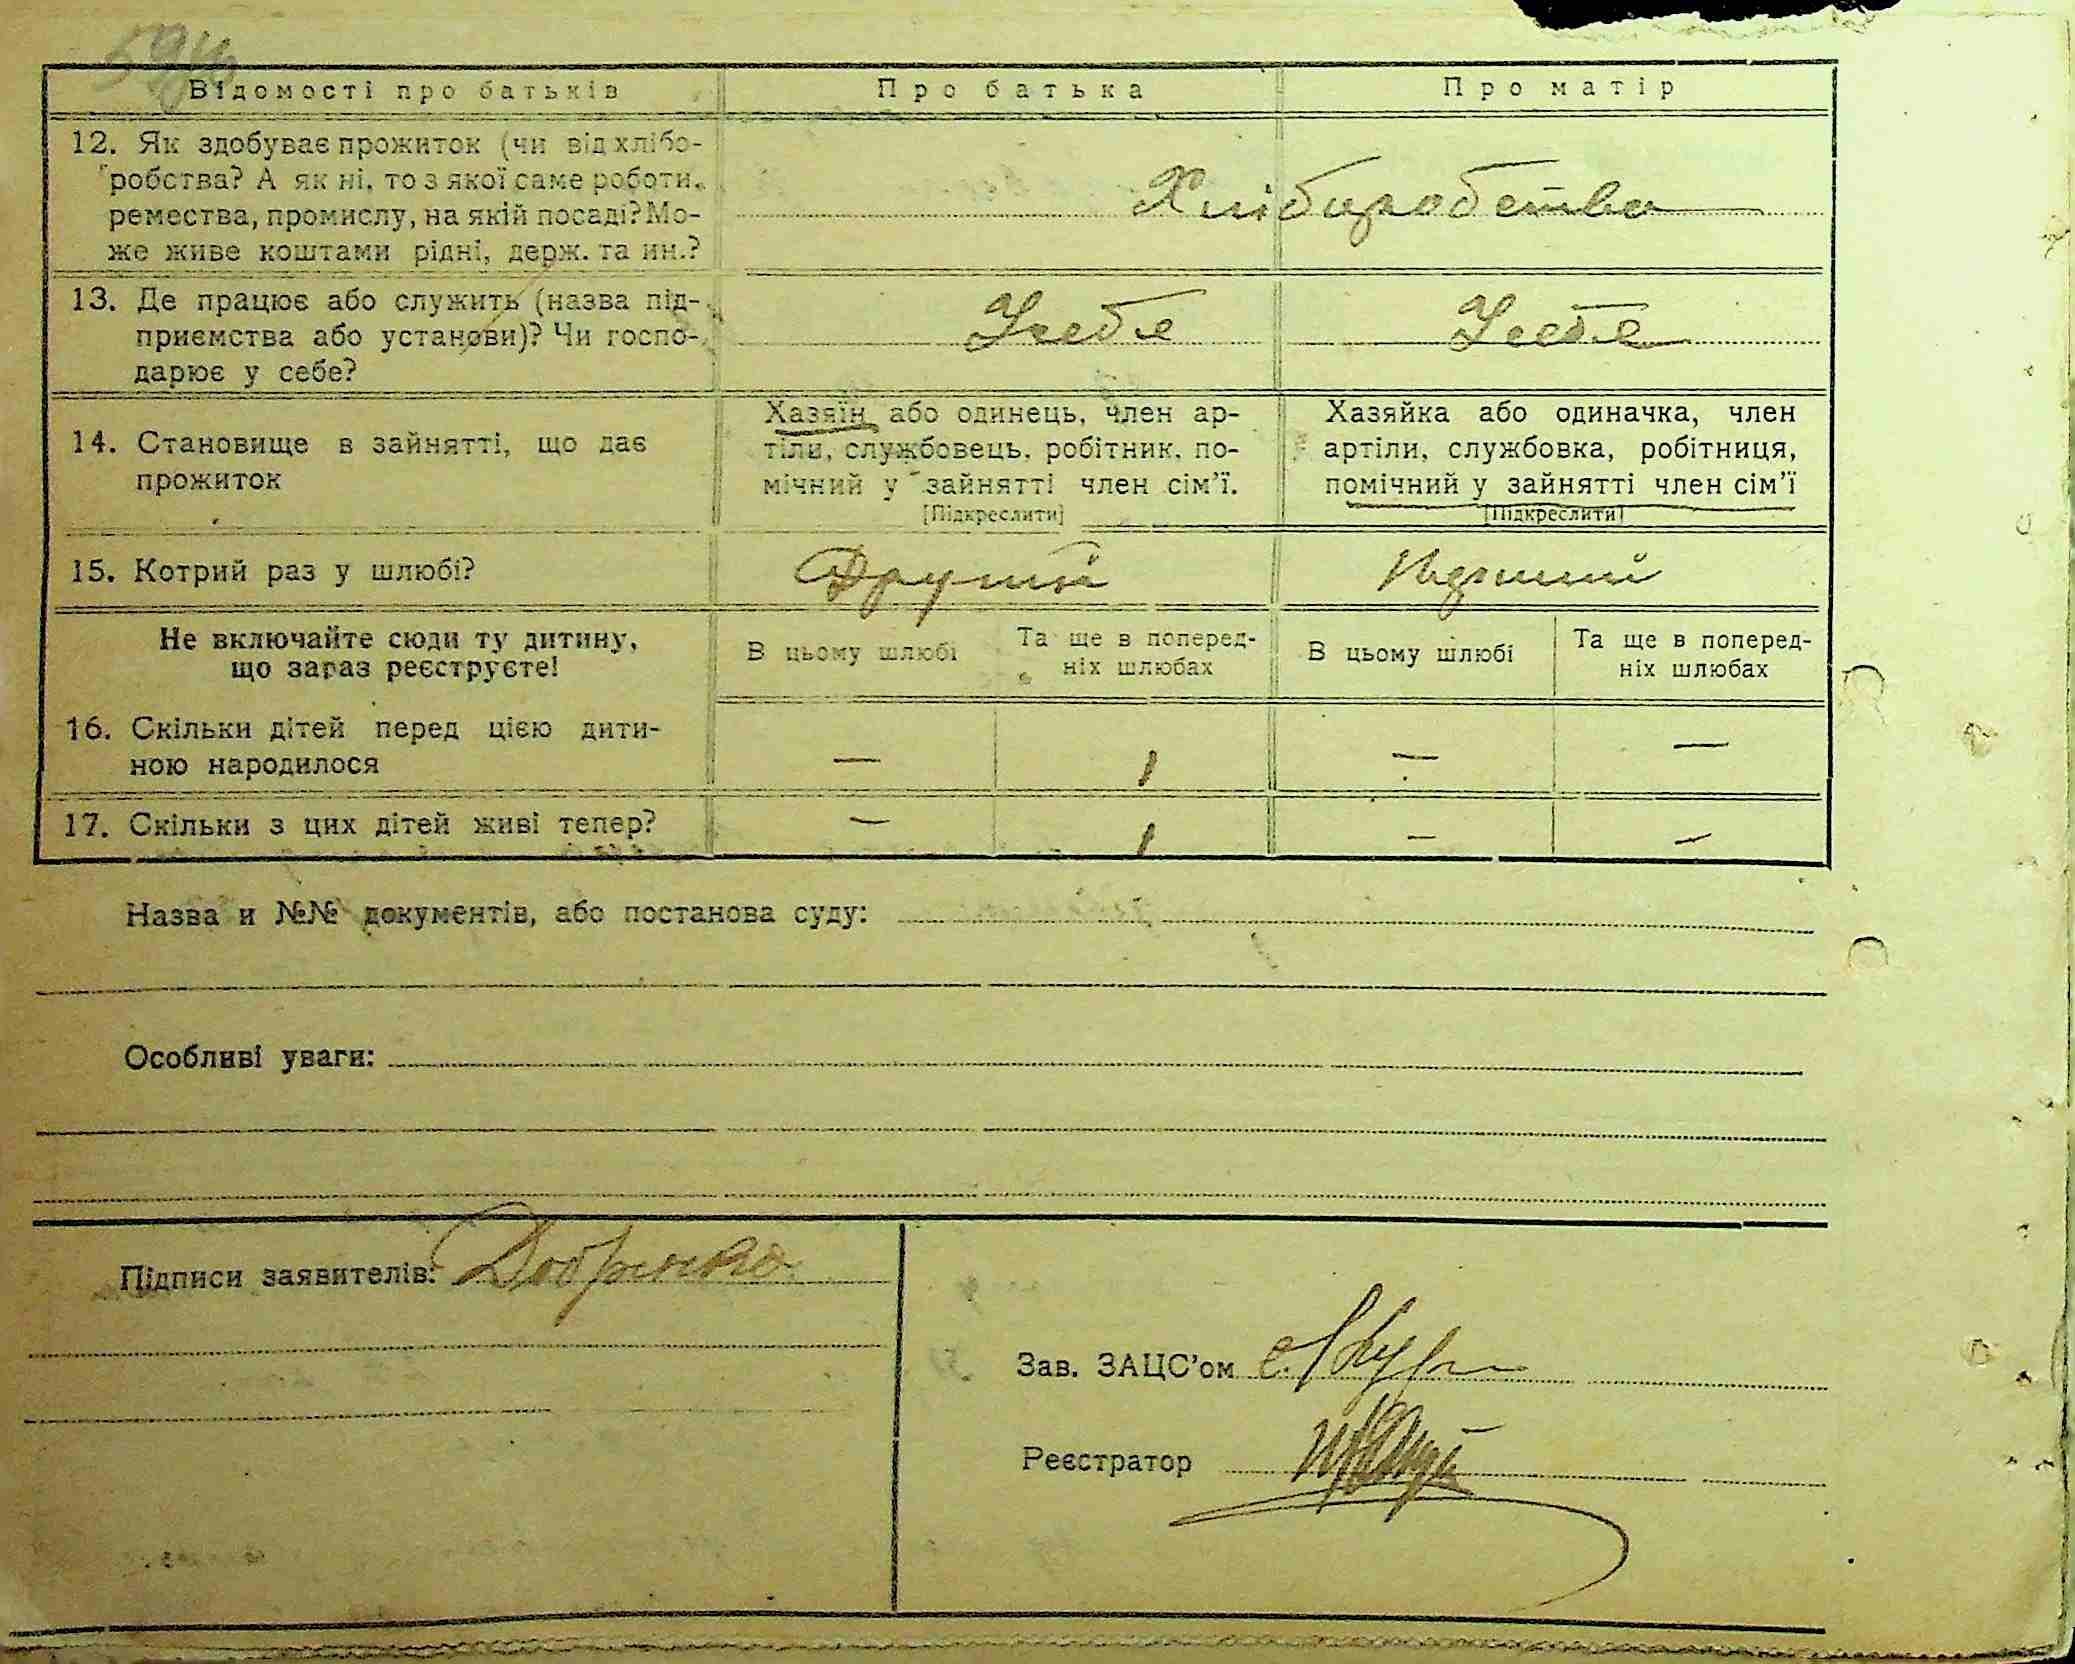 Відомості про батьків
Про батька
Про матір
12. Як здобуває прожиток (чи від хлібо-
робства? А як ні, то з якої саме роботи,
ремества, промислу, на якій посаді? Мо-
же живе коштами рідні, держ. та ин.?
Хліборобство
13. Де працює або служить (назва під-
приємства або установи)? Чи госпо-
дарює у себе?
У себе
У себе
14. Становище в зайнятті, що дає
прожиток
Хазяїн або одинець, член ар-
тіли, службовець, робітник, по-
мічний у зайнятті член сім’ї.
[Підкреслити]
Хазяйка або одиначка, член
артіли, службовка, робітниця,
помічний у зайнятті член сім’ї
[Підкреслити]
15. Котрий раз у шлюбі?
Другий
Перший
Не включайте сюди ту дитину,
що зараз реєструєте!
В цьому шлюбі
Та ще в поперед-
ніх шлюбах
В цьому шлюбі
Та ще в поперед-
ніх шлюбах
16. Скільки дітей перед цією дити-
ною народилося
— 1 — —
17. Скільки з цих дітей живі тепер?
— 1 — —
Назва и №№ документів, або постанова суду:
Особливі уваги:
Підписи заявителів:
Зав. ЗАЦС’ом
Реєстратор